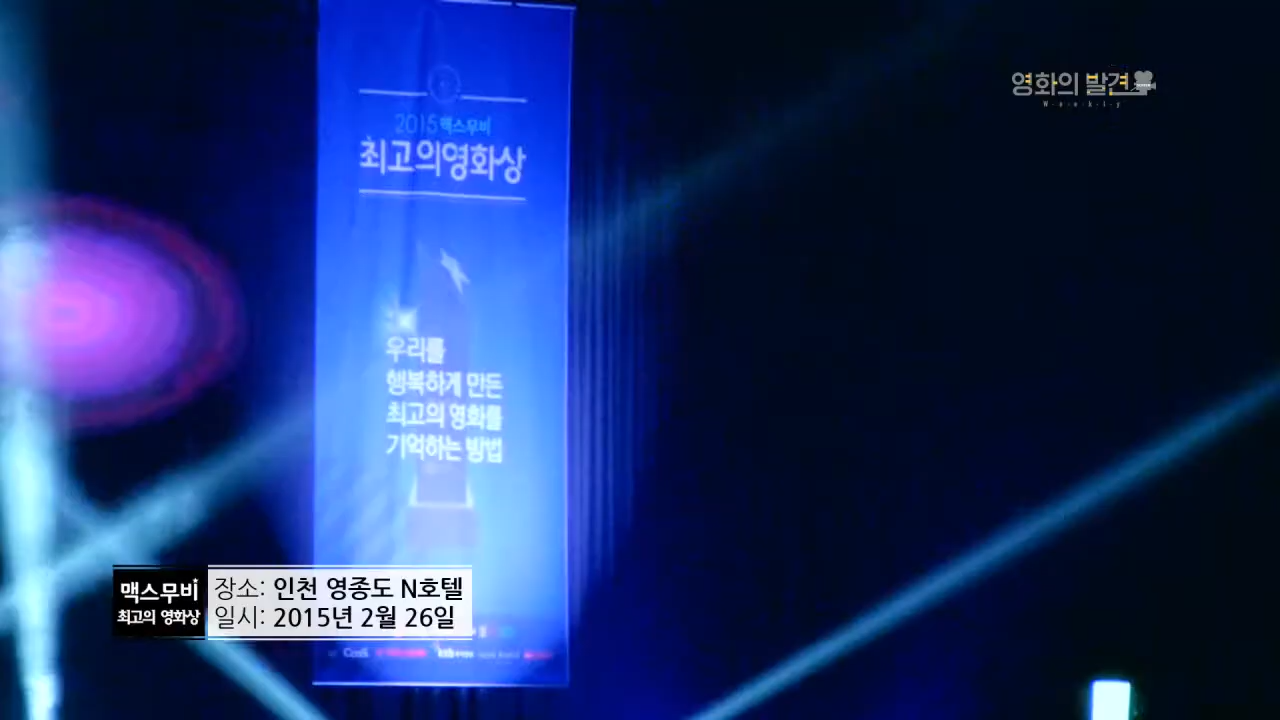 영화의 발견
Weekly
2015 맥스무비
최고의영화상
우리를
행복하게 만든
최고의 영화를
기억하는 방법
맥스무비
최고의 영화상
장소: 인천 영종도 N호텔
일시: 2015년 2월 26일